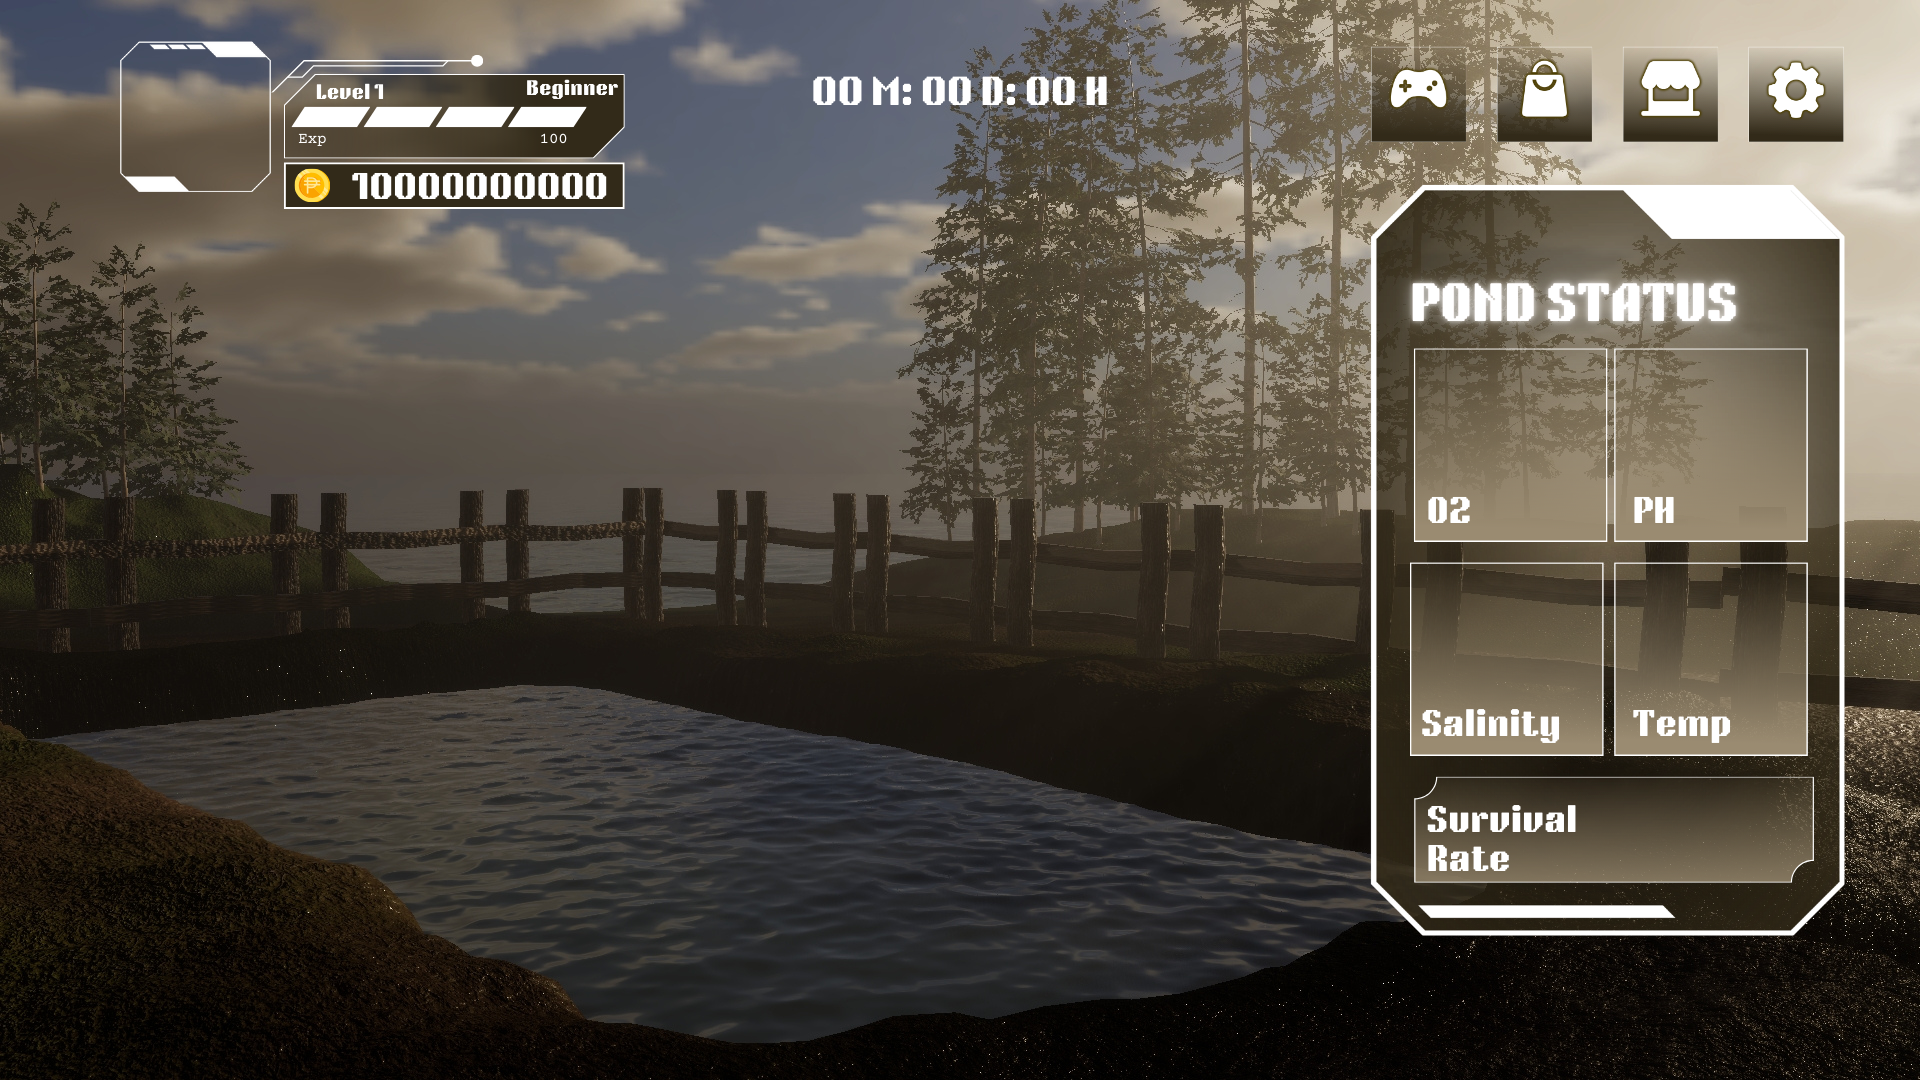 Level 1
Beginner
Exp
100
10000000000
00 M: 00 D: 00 H
POND STATUS
O2
PH
Salinity
Temp
Survival
Rate